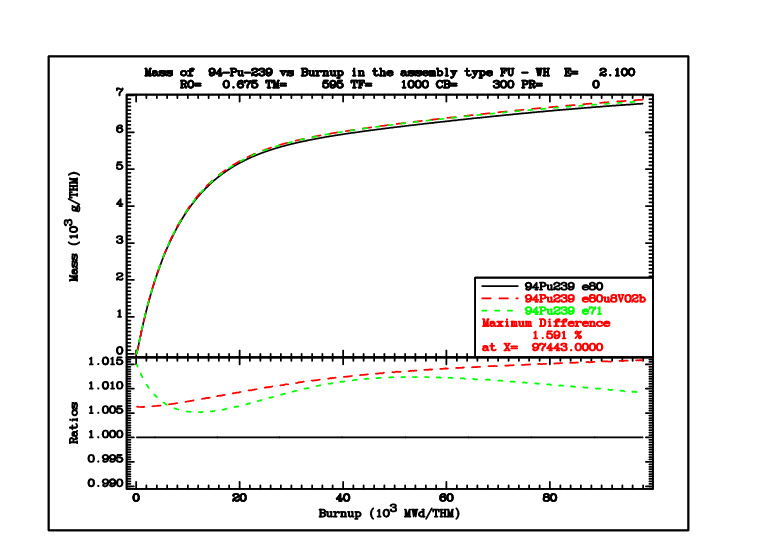 Mass of 94-Pu-239 vs Burnup in the assembly type FU - WH E= 2.100
RO= 0.675 TM= 595 TF= 1000 CB= 300 PR= 0
7
6
5
4
3
2
1
0
Mass (10³ g/THM)
94Pu239 e80
94Pu239 e80u8V02b
94Pu239 e71
Maximum Difference
1.591 %
at X= 97443.0000
1.015
1.010
1.005
1.000
0.995
0.990
Ratios
0 20 40 60 80
Burnup (10³ MWd/THM)